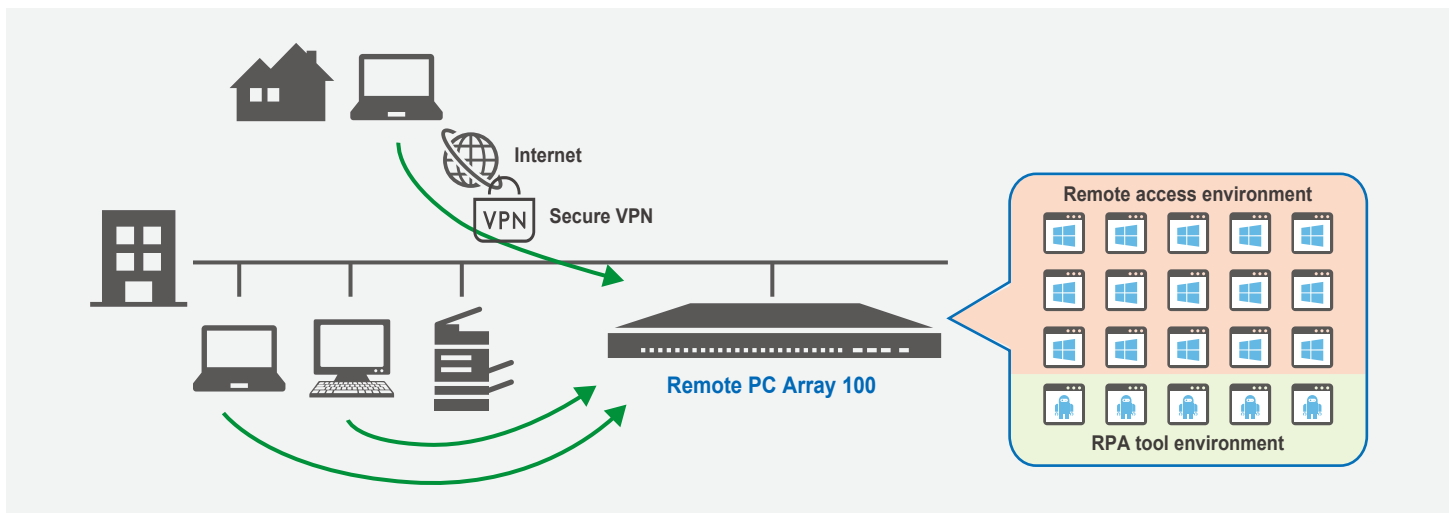 Internet
VPN
Secure VPN
Remote PC Array 100
Remote access environment
RPA tool environment